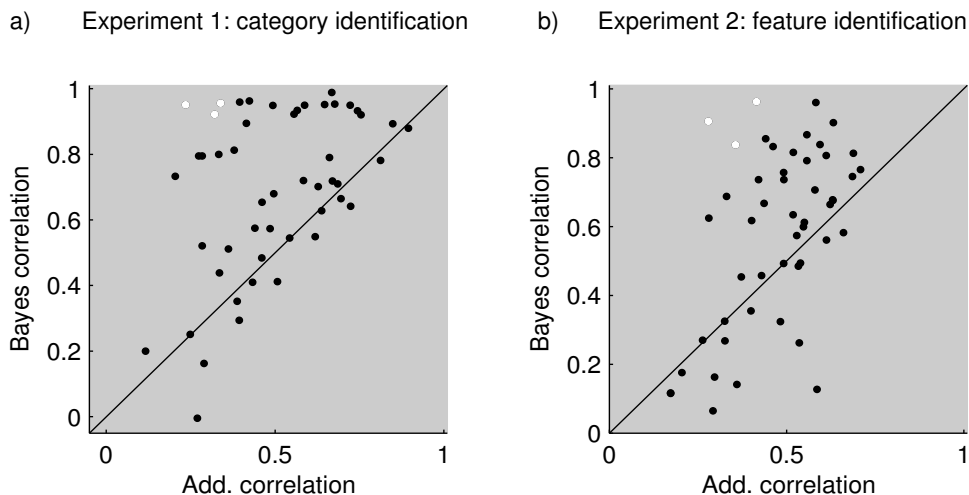 a) Experiment 1: category identification
1
0.8
0.6
0.4
0.2
0
Bayes correlation
0 0.5 1
Add. correlation
b) Experiment 2: feature identification
1
0.8
0.6
0.4
0.2
0
Bayes correlation
0 0.5 1
Add. correlation